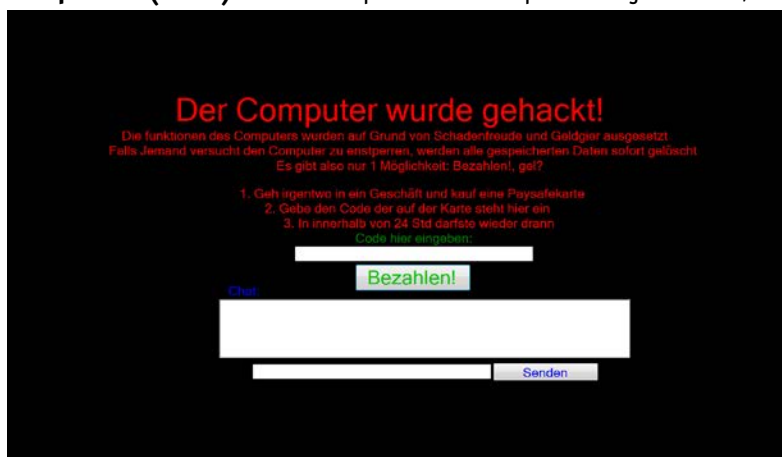 Der Computer wurde gehackt!
Die funktionen des Computers wurden auf Grund von Schadenfreude und Geldgier ausgesetzt
Falls Jemand versucht den Computer zu enstperren, werden alle gespeicherten Daten sofort gelöscht
Es gibt also nur 1 Möglichkeit: Bezahlen!, gel?
1. Geh irgentwo in ein Geschäft und kauf eine Paysafekarte
2. Gebe den Code der auf der Karte steht hier ein
3. In innerhalb von 24 Std darfste wieder drann
Code hier eingeben:
Bezahlen!
Chat:
Senden